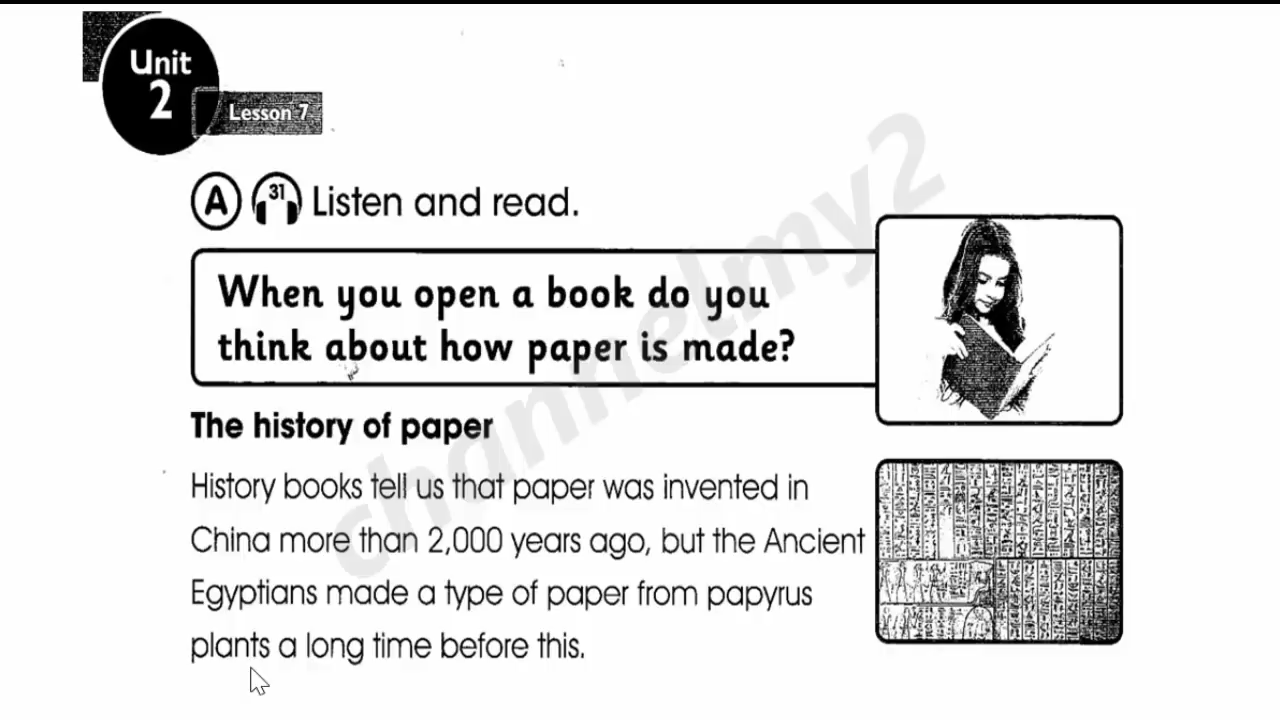 Unit
2
Lesson 7
A 31 Listen and read.
When you open a book do you
think about how paper is made?
The history of paper
History books tell us that paper was invented in
China more than 2,000 years ago, but the Ancient
Egyptians made a type of paper from papyrus
plants a long time before this.
channelmy2